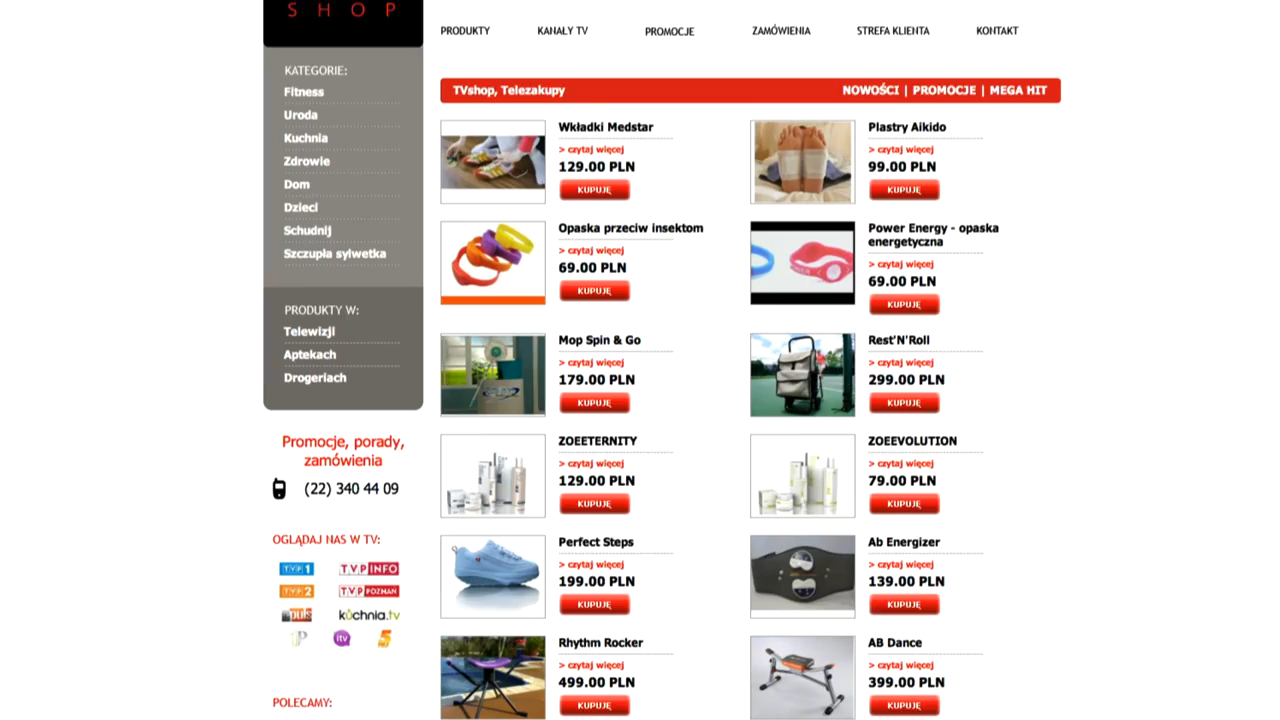 S H O P
PRODUKTY
KANAŁY TV
PROMOCJE
ZAMÓWIENIA
STREFA KLIENTA
KONTAKT
KATEGORIE:
Fitness
Uroda
Kuchnia
Zdrowie
Dom
Dzieci
Schudnij
Szczupła sylwetka
PRODUKTY W:
Telewizji
Aptekach
Drogeriach
Promocje, porady,
zamówienia
(22) 340 44 09
OGLĄDAJ NAS W TV:
TVP1
TVP INFO
TVP2
TVP POZNAŃ
puls
kuchnia.tv
itv
5
POLECAMY:
TVshop, Telezakupy
NOWOŚCI | PROMOCJE | MEGA HIT
Wkładki Medstar
> czytaj więcej
129.00 PLN
KUPUJĘ
Plastry Aikido
> czytaj więcej
99.00 PLN
KUPUJĘ
Opaska przeciw insektom
> czytaj więcej
69.00 PLN
KUPUJĘ
Power Energy - opaska
energetyczna
> czytaj więcej
69.00 PLN
KUPUJĘ
Mop Spin & Go
> czytaj więcej
179.00 PLN
KUPUJĘ
Rest'N'Roll
> czytaj więcej
299.00 PLN
KUPUJĘ
ZOEETERNITY
> czytaj więcej
129.00 PLN
KUPUJĘ
ZOEEVOLUTION
> czytaj więcej
79.00 PLN
KUPUJĘ
Perfect Steps
> czytaj więcej
199.00 PLN
KUPUJĘ
Ab Energizer
> czytaj więcej
139.00 PLN
KUPUJĘ
Rhythm Rocker
> czytaj więcej
499.00 PLN
KUPUJĘ
AB Dance
> czytaj więcej
399.00 PLN
KUPUJĘ